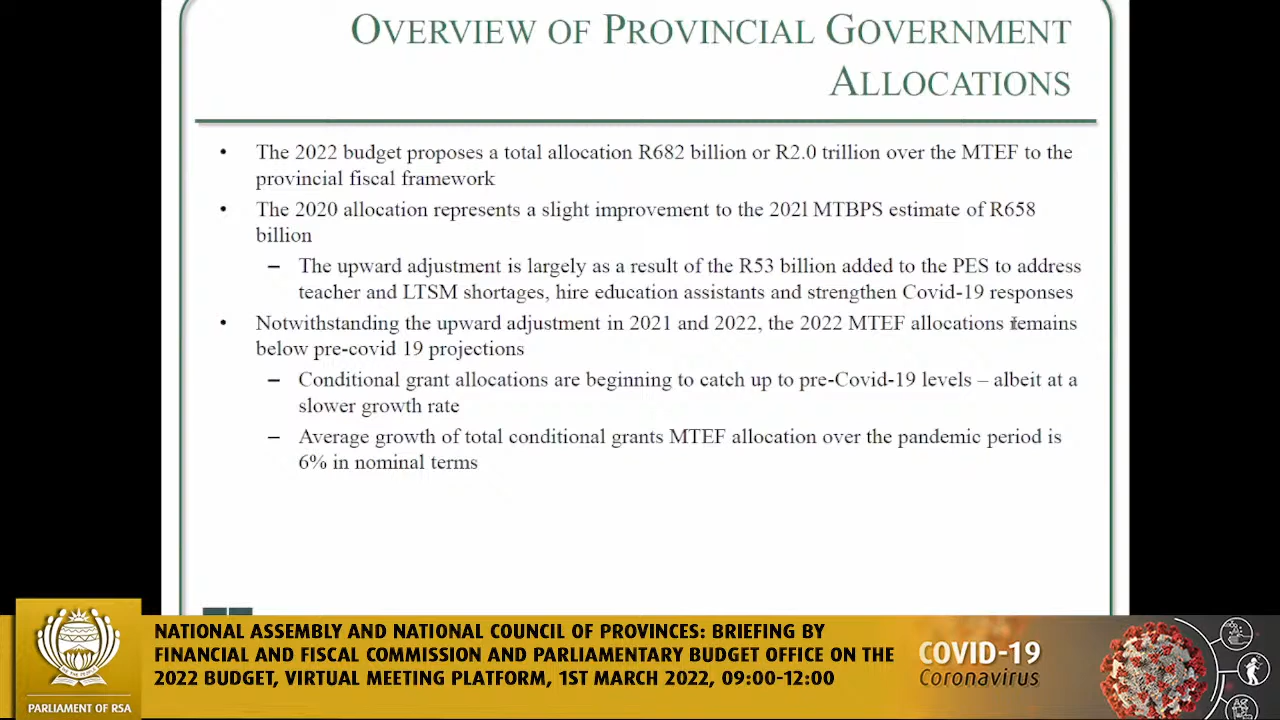 OVERVIEW OF PROVINCIAL GOVERNMENT
ALLOCATIONS
• The 2022 budget proposes a total allocation R682 billion or R2.0 trillion over the MTEF to the
provincial fiscal framework
• The 2020 allocation represents a slight improvement to the 2021 MTBPS estimate of R658
billion
– The upward adjustment is largely as a result of the R53 billion added to the PES to address
teacher and LTSM shortages, hire education assistants and strengthen Covid-19 responses
• Notwithstanding the upward adjustment in 2021 and 2022, the 2022 MTEF allocations remains
below pre-covid 19 projections
– Conditional grant allocations are beginning to catch up to pre-Covid-19 levels – albeit at a
slower growth rate
– Average growth of total conditional grants MTEF allocation over the pandemic period is
6% in nominal terms
PARLIAMENT OF RSA
NATIONAL ASSEMBLY AND NATIONAL COUNCIL OF PROVINCES: BRIEFING BY
FINANCIAL AND FISCAL COMMISSION AND PARLIAMENTARY BUDGET OFFICE ON THE
2022 BUDGET, VIRTUAL MEETING PLATFORM, 1ST MARCH 2022, 09:00-12:00
COVID-19
Coronavirus